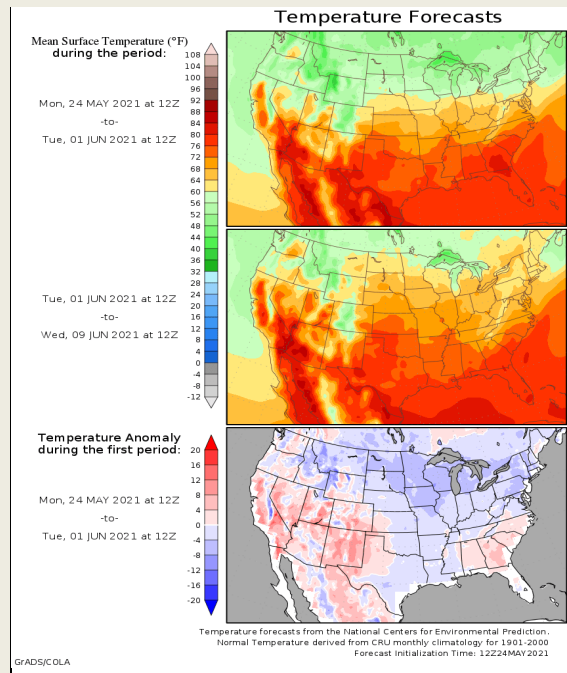 Temperature Forecasts
Mean Surface Temperature (°F)
during the period:
Mon, 24 MAY 2021 at 12Z
-to-
Tue, 01 JUN 2021 at 12Z
108
104
100
96
92
88
84
80
76
72
68
64
60
56
52
48
44
40
36
32
28
24
20
16
12
8
4
0
-4
-8
-12
Tue, 01 JUN 2021 at 12Z
-to-
Wed, 09 JUN 2021 at 12Z
Temperature Anomaly
during the first period:
Mon, 24 MAY 2021 at 12Z
-to-
Tue, 01 JUN 2021 at 12Z
20
16
12
8
4
0
-4
-8
-12
-16
-20
Temperature forecasts from the National Centers for Environmental Prediction.
Normal Temperature derived from CRU monthly climatology for 1901-2000
Forecast Initialization Time: 12Z24MAY2021
GrADS/COLA